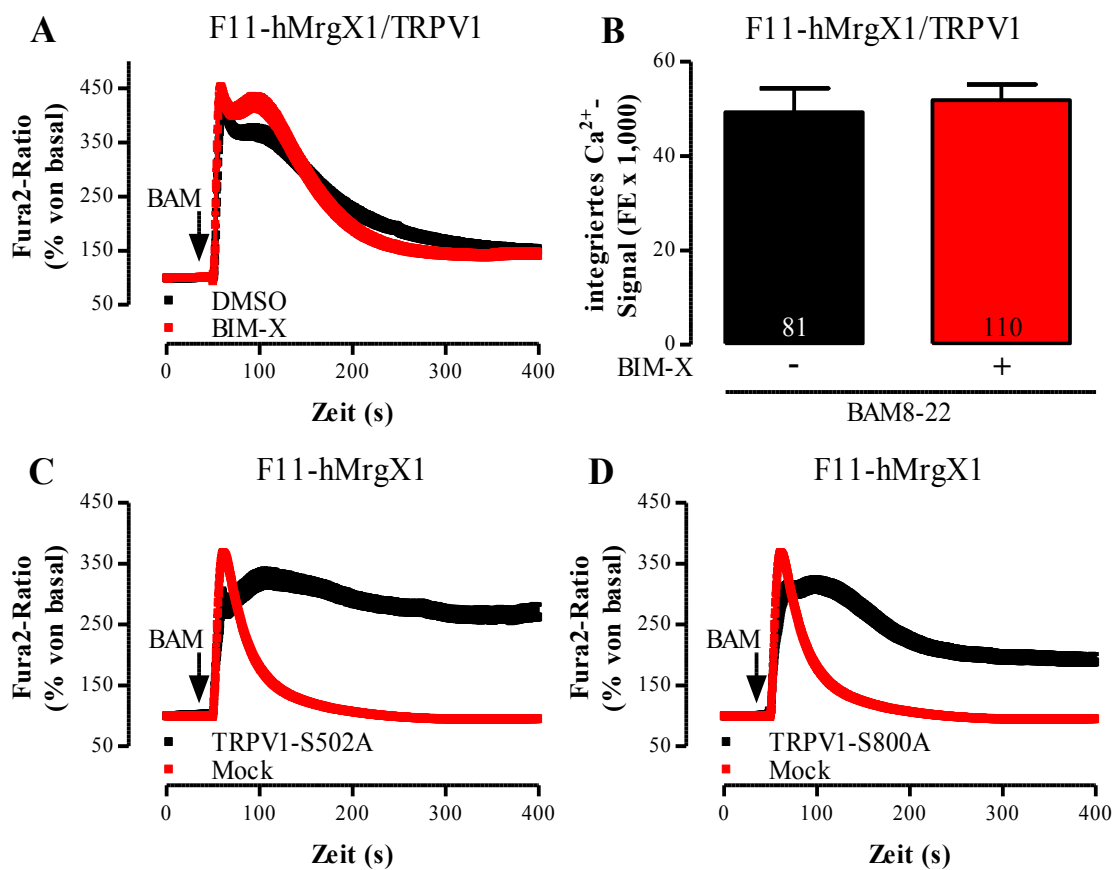 A
F11-hMrgX1/TRPV1
Fura2-Ratio
(% von basal)
450
350
250
150
50
BAM
DMSO
BIM-X
0 100 200 300 400
Zeit (s)
B
F11-hMrgX1/TRPV1
integriertes Ca²⁺-
Signal (FE x 1,000)
60
40
20
0
81 110
BIM-X - +
BAM8-22
C
F11-hMrgX1
Fura2-Ratio
(% von basal)
450
350
250
150
50
BAM
TRPV1-S502A
Mock
0 100 200 300 400
Zeit (s)
D
F11-hMrgX1
Fura2-Ratio
(% von basal)
450
350
250
150
50
BAM
TRPV1-S800A
Mock
0 100 200 300 400
Zeit (s)